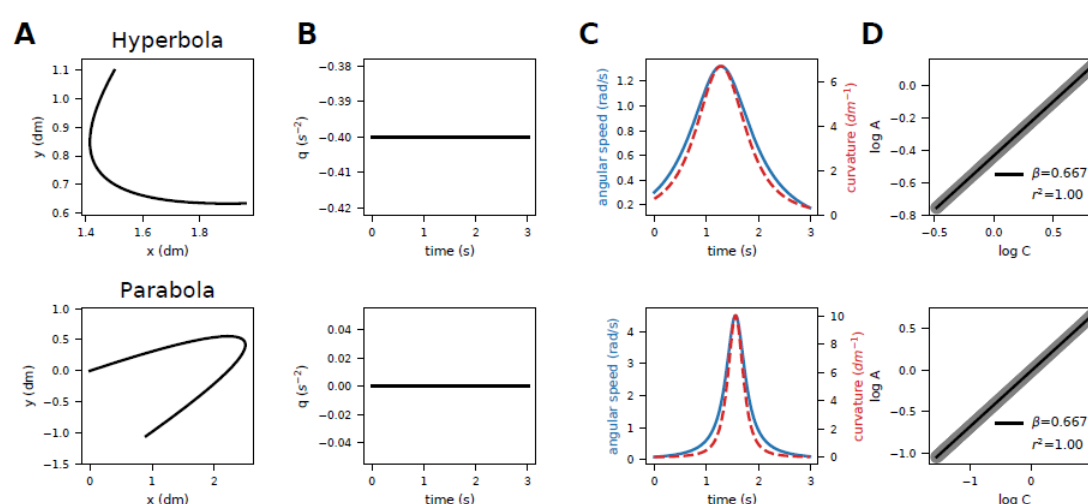 A
Hyperbola
B
C
D
1.1
1.0
0.9
0.8
0.7
0.6
y (dm)
1.4
1.6
1.8
x (dm)
−0.38
−0.39
−0.40
−0.41
−0.42
q (s⁻²)
0
1
2
3
time (s)
1.2
1.0
0.8
0.6
0.4
0.2
angular speed (rad/s)
6
4
2
0
curvature (dm⁻¹)
0
1
2
3
time (s)
0.0
−0.2
−0.4
−0.6
−0.8
log A
β=0.667
r²=1.00
−0.5
0.0
0.5
log C
Parabola
1.0
0.5
0.0
−0.5
−1.0
−1.5
y (dm)
0
1
2
x (dm)
0.04
0.02
0.00
−0.02
−0.04
q (s⁻²)
0
1
2
3
time (s)
4
3
2
1
0
angular speed (rad/s)
10
8
6
4
2
0
curvature (dm⁻¹)
0
1
2
3
time (s)
0.5
0.0
−0.5
−1.0
log A
β=0.667
r²=1.00
−1
0
log C